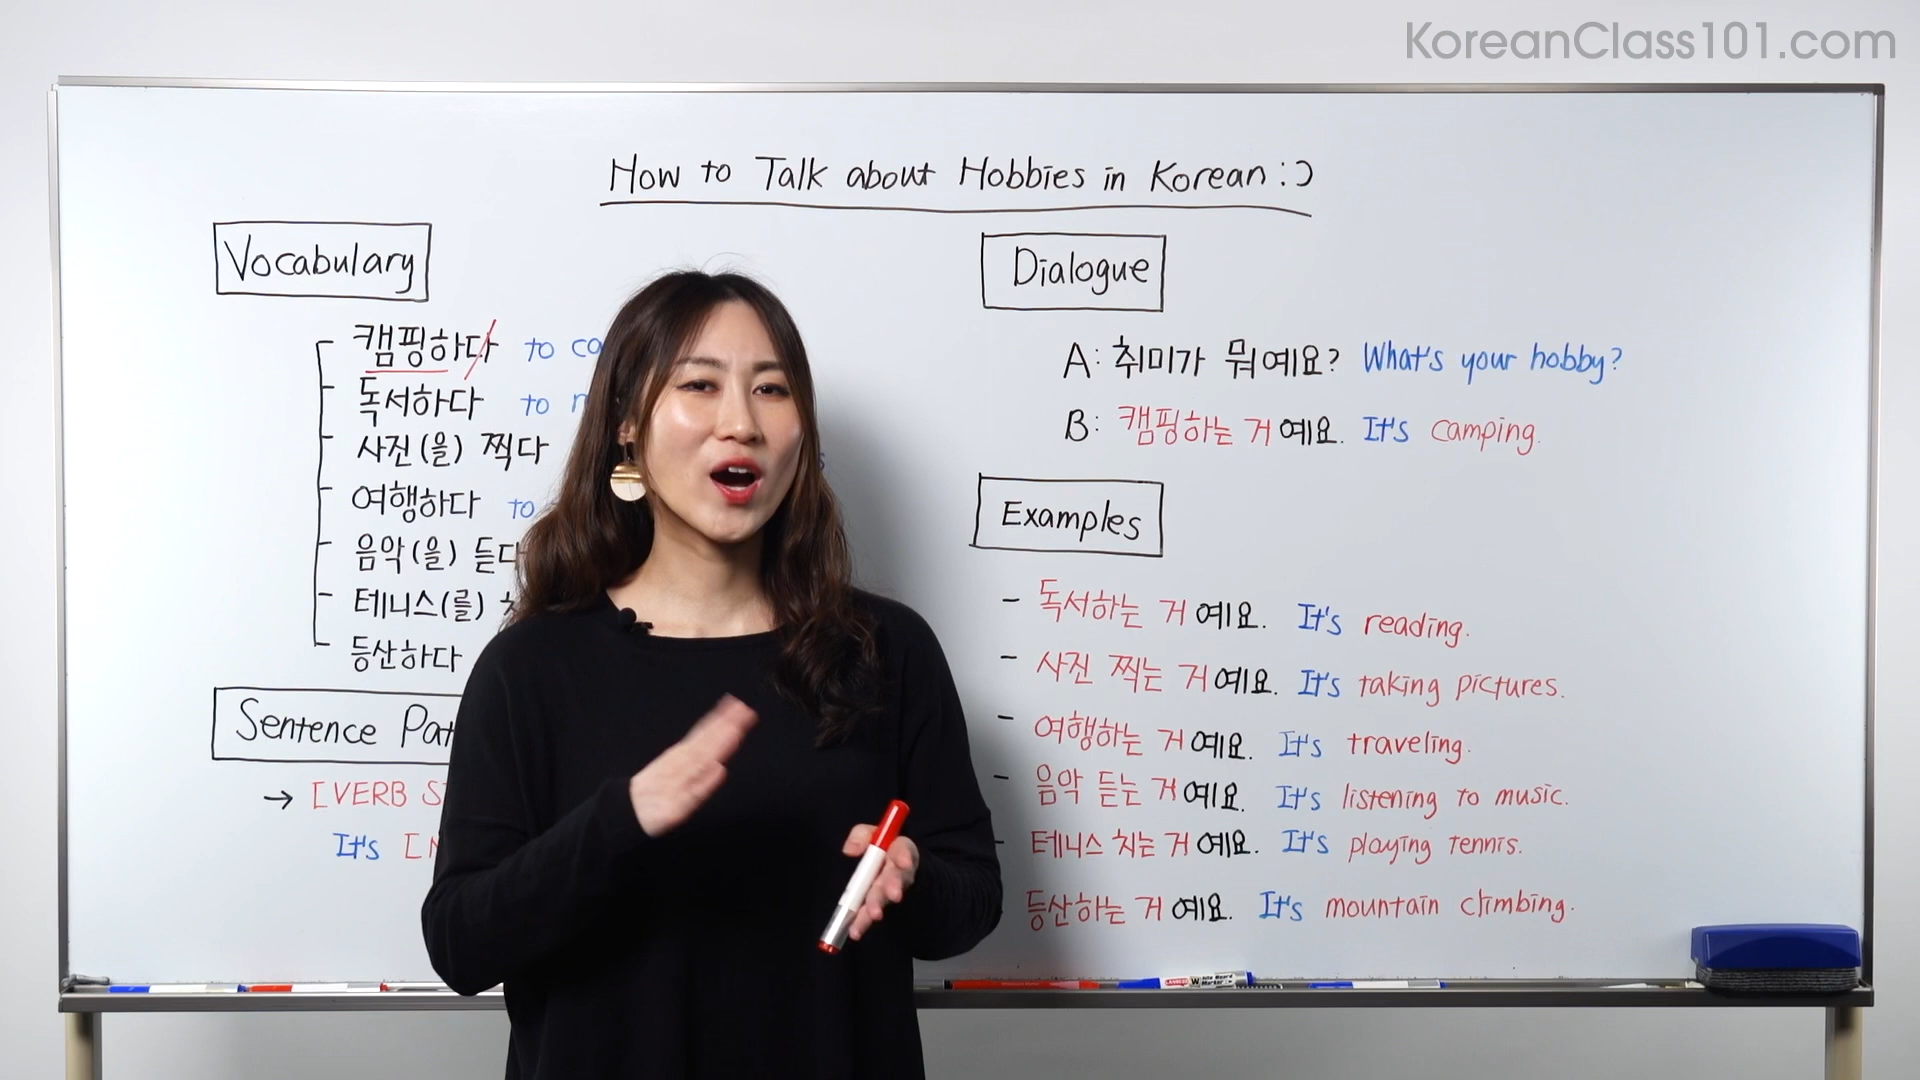 KoreanClass101.com
How to Talk about Hobbies in Korean :)
Vocabulary
캠핑하다 to
독서하다 to
사진(을) 찍다
여행하다 to
음악(을) 듣다
테니스(를)
등산하다
Sentence
→ [VERB
It's [
Dialogue
A: 취미가 뭐예요? What's your hobby?
B: 캠핑하는 거예요. It's camping.
Examples
- 독서하는 거예요. It's reading.
- 사진 찍는 거예요. It's taking pictures.
- 여행하는 거예요. It's traveling.
- 음악 듣는 거예요. It's listening to music.
- 테니스 치는 거예요. It's playing tennis.
등산하는 거예요. It's mountain climbing.